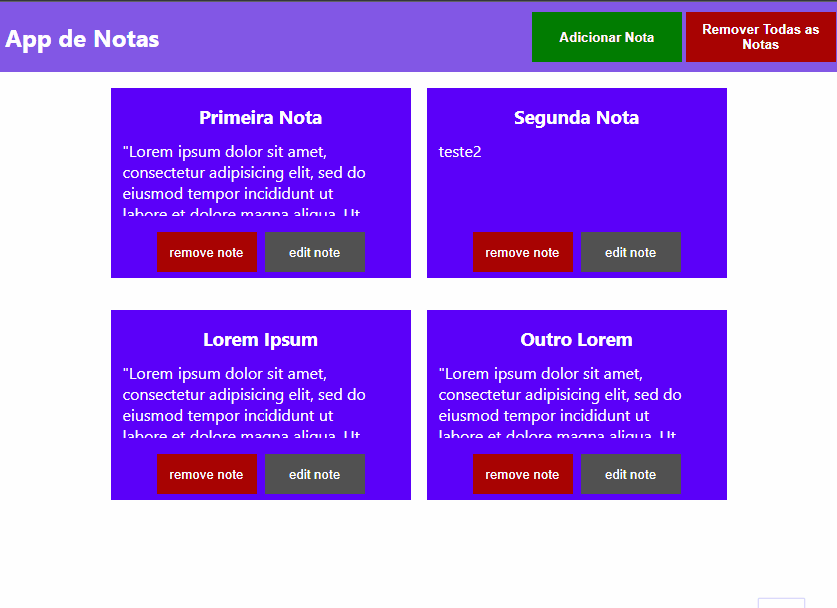 App de Notas
Adicionar Nota
Remover Todas as
Notas
Primeira Nota
"Lorem ipsum dolor sit amet,
consectetur adipisicing elit, sed do
eiusmod tempor incididunt ut
labore et dolore magna aliqua. Ut
remove note
edit note
Segunda Nota
teste2
remove note
edit note
Lorem Ipsum
"Lorem ipsum dolor sit amet,
consectetur adipisicing elit, sed do
eiusmod tempor incididunt ut
labore et dolore magna aliqua. Ut
remove note
edit note
Outro Lorem
"Lorem ipsum dolor sit amet,
consectetur adipisicing elit, sed do
eiusmod tempor incididunt ut
labore et dolore magna aliqua. Ut
remove note
edit note